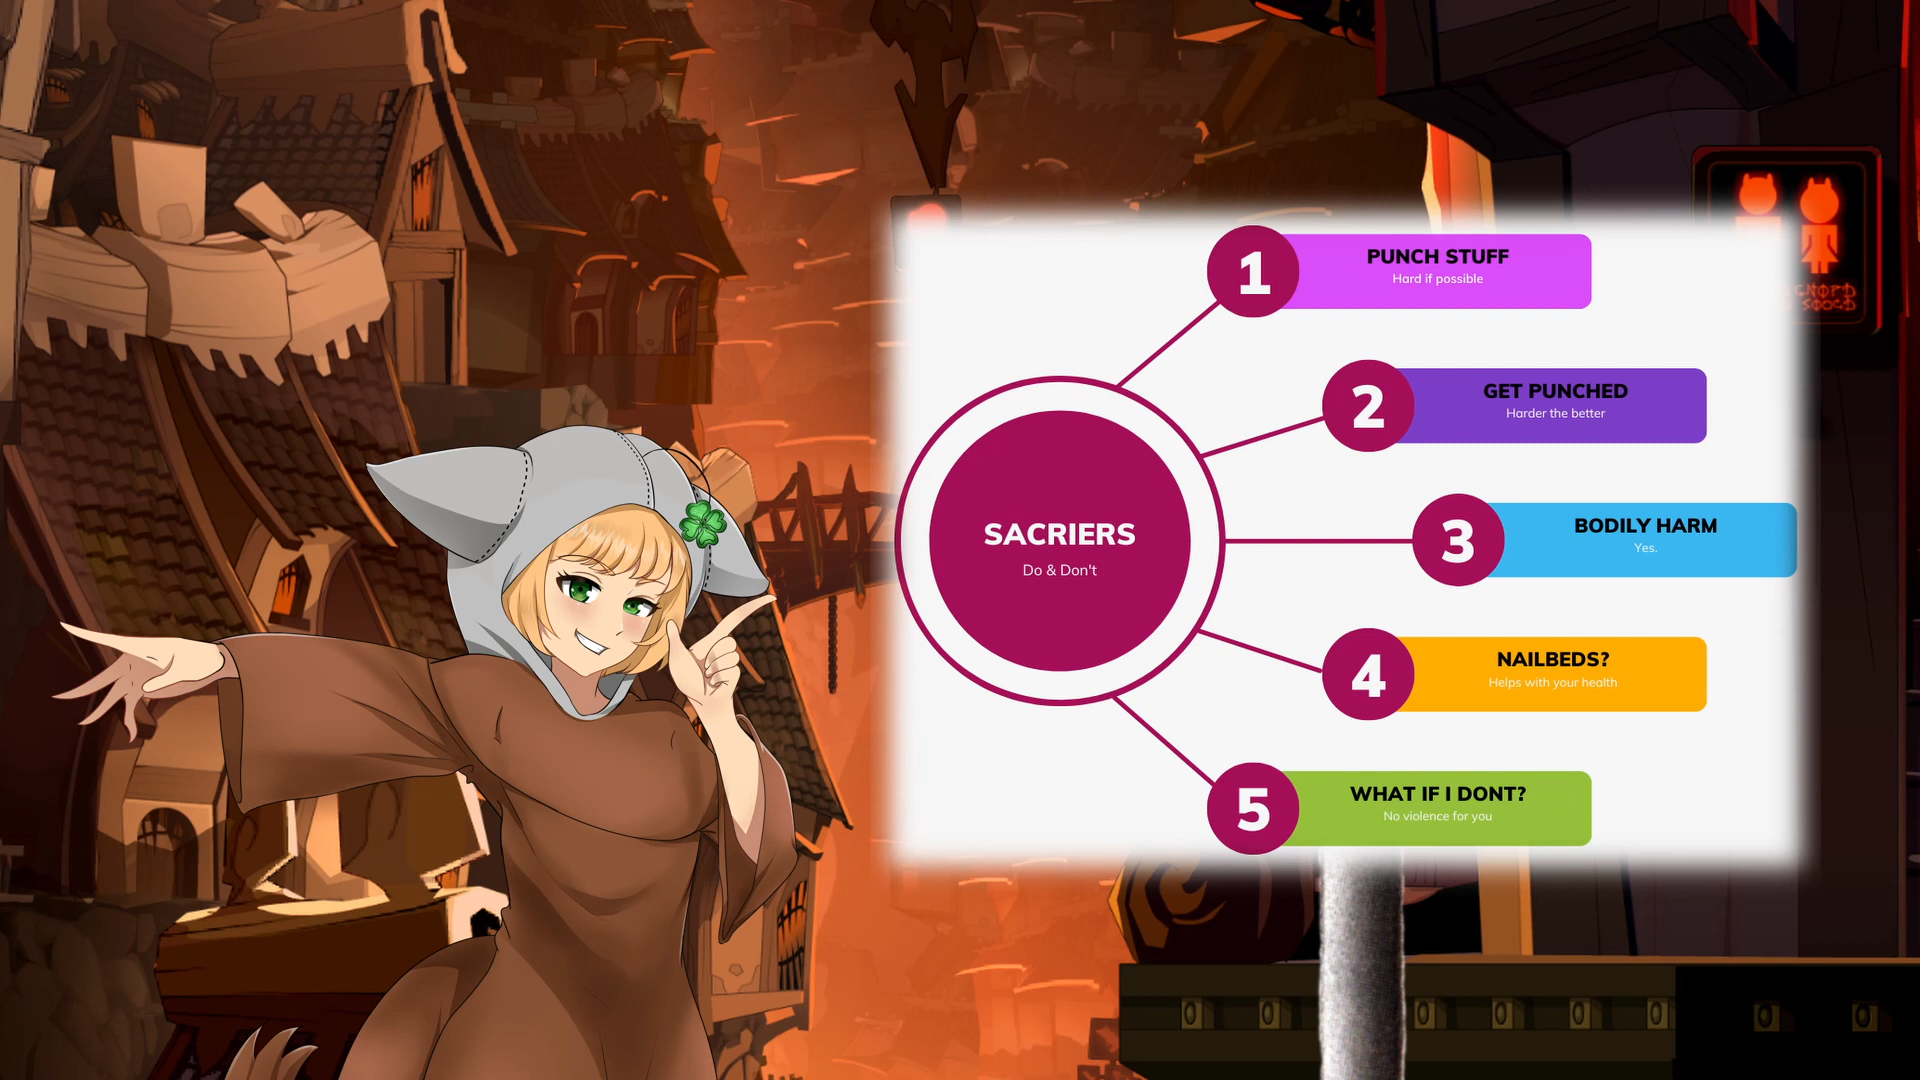 SACRIERS
Do & Don't
1
PUNCH STUFF
Hard if possible
2
GET PUNCHED
Harder the better
3
BODILY HARM
Yes.
4
NAILBEDS?
Helps with your health
5
WHAT IF I DONT?
No violence for you